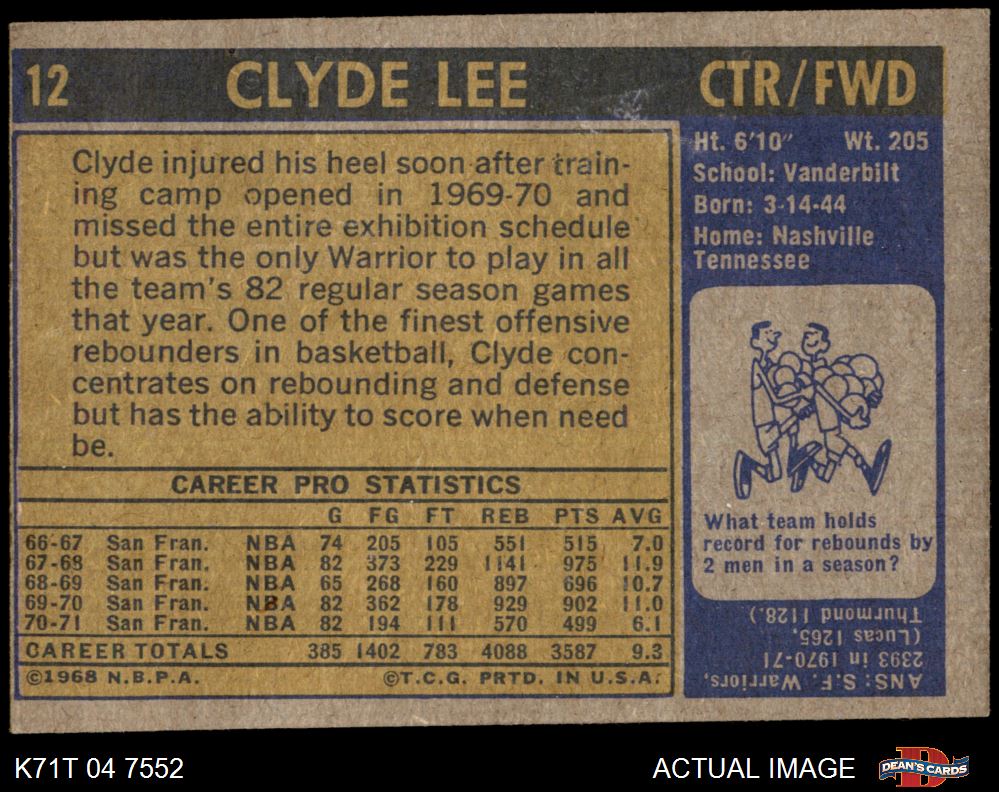 12 CLYDE LEE CTR/FWD
Clyde injured his heel soon after train-
ing camp opened in 1969-70 and
missed the entire exhibition schedule
but was the only Warrior to play in all
the team's 82 regular season games
that year. One of the finest offensive
rebounders in basketball, Clyde con-
centrates on rebounding and defense
but has the ability to score when need
be.
CAREER PRO STATISTICS
G FG FT REB PTS AVG
66-67 San Fran. NBA 74 205 105 551 515 7.0
67-68 San Fran. NBA 82 373 229 1141 975 11.9
68-69 San Fran. NBA 65 268 160 897 696 10.7
69-70 San Fran. NBA 82 362 178 929 902 11.0
70-71 San Fran. NBA 82 194 111 570 499 6.1
CAREER TOTALS 385 1402 783 4088 3587 9.3
©1968 N.B.P.A. ©T.C.G. PRTD. IN U.S.A.
Ht. 6'10" Wt. 205
School: Vanderbilt
Born: 3-14-44
Home: Nashville
Tennessee
What team holds
record for rebounds by
2 men in a season?
ANS: S.F. Warriors,
2393 in 1970-71
(Lucas 1265,
Thurmond 1128.)
K71T 04 7552
ACTUAL IMAGE
D
DEAN'S CARDS